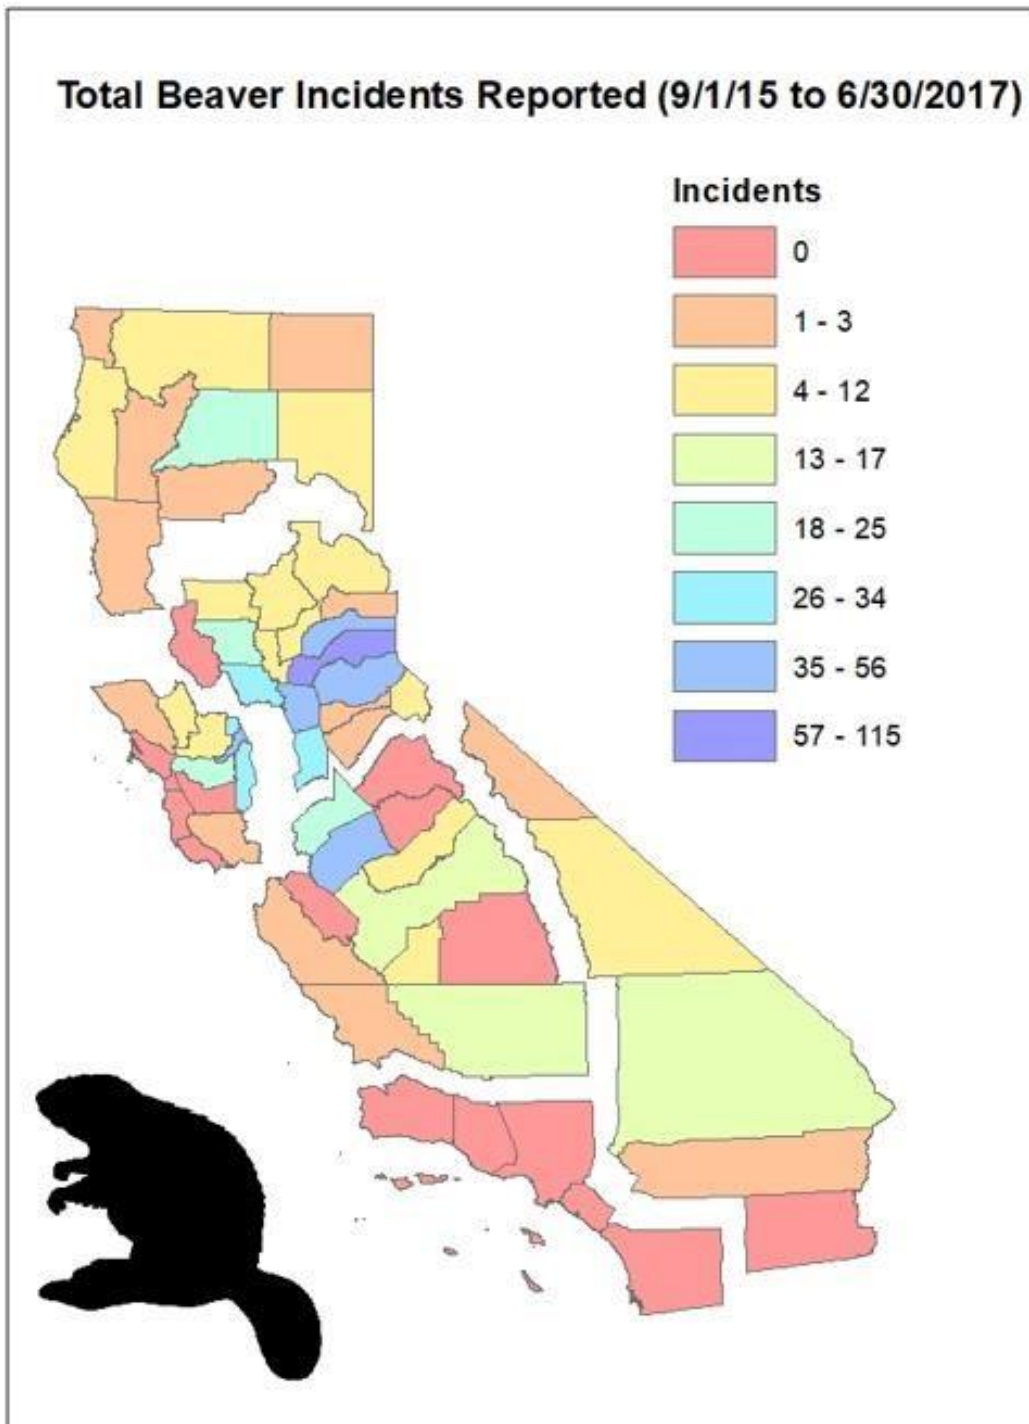 Total Beaver Incidents Reported (9/1/15 to 6/30/2017)
Incidents
0
1 - 3
4 - 12
13 - 17
18 - 25
26 - 34
35 - 56
57 - 115